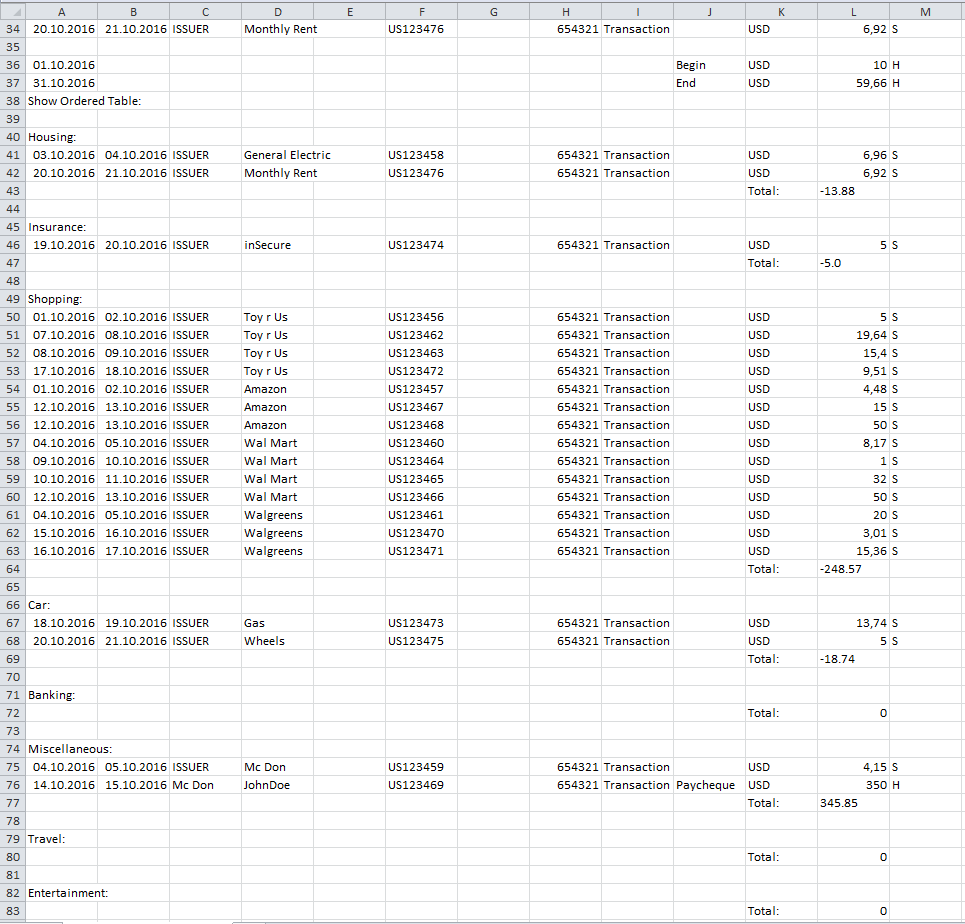 A B C D E F G H I J K L M
34 20.10.2016 21.10.2016 ISSUER Monthly Rent US123476 654321 Transaction USD 6,92 S
35
36 01.10.2016 Begin USD 10 H
37 31.10.2016 End USD 59,66 H
38 Show Ordered Table:
39
40 Housing:
41 03.10.2016 04.10.2016 ISSUER General Electric US123458 654321 Transaction USD 6,96 S
42 20.10.2016 21.10.2016 ISSUER Monthly Rent US123476 654321 Transaction USD 6,92 S
43 Total: -13.88
44
45 Insurance:
46 19.10.2016 20.10.2016 ISSUER inSecure US123474 654321 Transaction USD 5 S
47 Total: -5.0
48
49 Shopping:
50 01.10.2016 02.10.2016 ISSUER Toy r Us US123456 654321 Transaction USD 5 S
51 07.10.2016 08.10.2016 ISSUER Toy r Us US123462 654321 Transaction USD 19,64 S
52 08.10.2016 09.10.2016 ISSUER Toy r Us US123463 654321 Transaction USD 15,4 S
53 17.10.2016 18.10.2016 ISSUER Toy r Us US123472 654321 Transaction USD 9,51 S
54 01.10.2016 02.10.2016 ISSUER Amazon US123457 654321 Transaction USD 4,48 S
55 12.10.2016 13.10.2016 ISSUER Amazon US123467 654321 Transaction USD 15 S
56 12.10.2016 13.10.2016 ISSUER Amazon US123468 654321 Transaction USD 50 S
57 04.10.2016 05.10.2016 ISSUER Wal Mart US123460 654321 Transaction USD 8,17 S
58 09.10.2016 10.10.2016 ISSUER Wal Mart US123464 654321 Transaction USD 1 S
59 10.10.2016 11.10.2016 ISSUER Wal Mart US123465 654321 Transaction USD 32 S
60 12.10.2016 13.10.2016 ISSUER Wal Mart US123466 654321 Transaction USD 50 S
61 04.10.2016 05.10.2016 ISSUER Walgreens US123461 654321 Transaction USD 20 S
62 15.10.2016 16.10.2016 ISSUER Walgreens US123470 654321 Transaction USD 3,01 S
63 16.10.2016 17.10.2016 ISSUER Walgreens US123471 654321 Transaction USD 15,36 S
64 Total: -248.57
65
66 Car:
67 18.10.2016 19.10.2016 ISSUER Gas US123473 654321 Transaction USD 13,74 S
68 20.10.2016 21.10.2016 ISSUER Wheels US123475 654321 Transaction USD 5 S
69 Total: -18.74
70
71 Banking:
72 Total: 0
73
74 Miscellaneous:
75 04.10.2016 05.10.2016 ISSUER Mc Don US123459 654321 Transaction USD 4,15 S
76 14.10.2016 15.10.2016 Mc Don JohnDoe US123469 654321 Transaction Paycheque USD 350 H
77 Total: 345.85
78
79 Travel:
80 Total: 0
81
82 Entertainment:
83 Total: 0